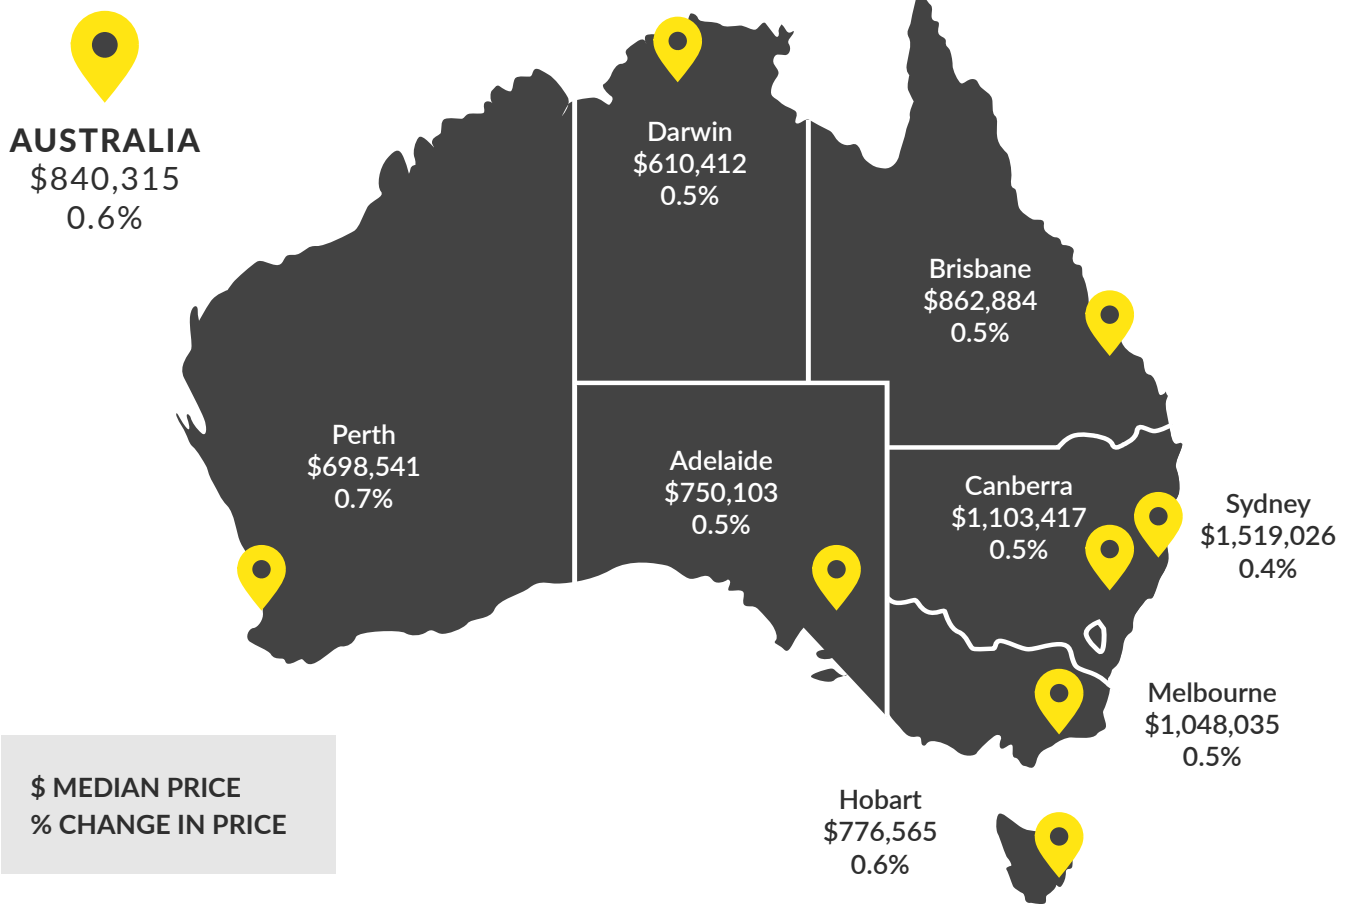 AUSTRALIA
$840,315
0.6%
Darwin
$610,412
0.5%
Brisbane
$862,884
0.5%
Perth
$698,541
0.7%
Adelaide
$750,103
0.5%
Canberra
$1,103,417
0.5%
Sydney
$1,519,026
0.4%
Melbourne
$1,048,035
0.5%
Hobart
$776,565
0.6%
$ MEDIAN PRICE
% CHANGE IN PRICE